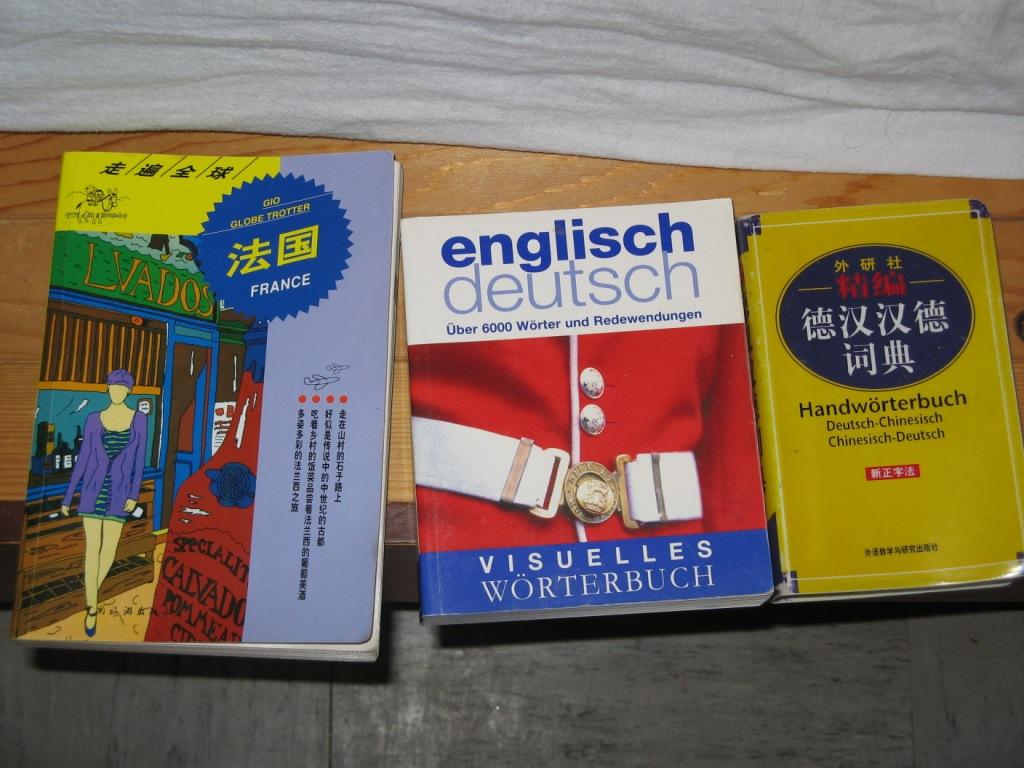 走遍全球
GIO
GLOBE TROTTER
法国
FRANCE
LVADOS
走在山村的石子路上
好似是传说中的中世纪的古都
吃着乡村的饭菜品尝着法兰西的葡萄美酒
多姿多彩的法兰西之旅
SPECIALIT
CALVADO
POMMEA
englisch
deutsch
Über 6000 Wörter und Redewendungen
VISUELLES
WÖRTERBUCH
外研社
精编
德汉汉德
词典
Handwörterbuch
Deutsch-Chinesisch
Chinesisch-Deutsch
新正字法
外语教学与研究出版社